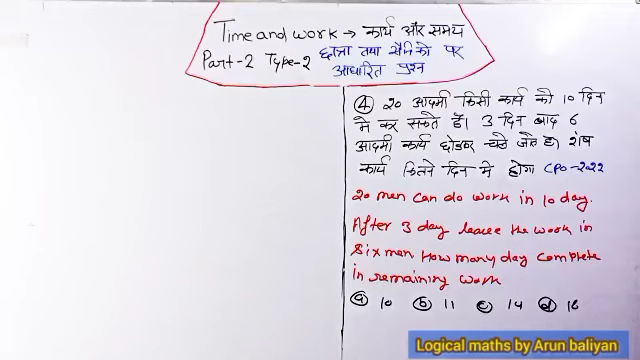 Time and work → कार्य और समय
Part-2 Type-2 छात्रा तथा सैनिको पर
आधारित प्रश्न
④ 20 आदमी किसी कार्य को 10 दिन
मे कर सकते हैं। 3 दिन बाद 6
आदमी कार्य छोडकर चले जाते है। शेष
कार्य कितने दिन मे होगा CPO-2022
20 men can do work in 10 day.
After 3 day leave the work in
six men How many day complete
in remaining work
ⓐ 10 ⓑ 11 ⓒ 14 ⓓ 16
Logical maths by Arun baliyan